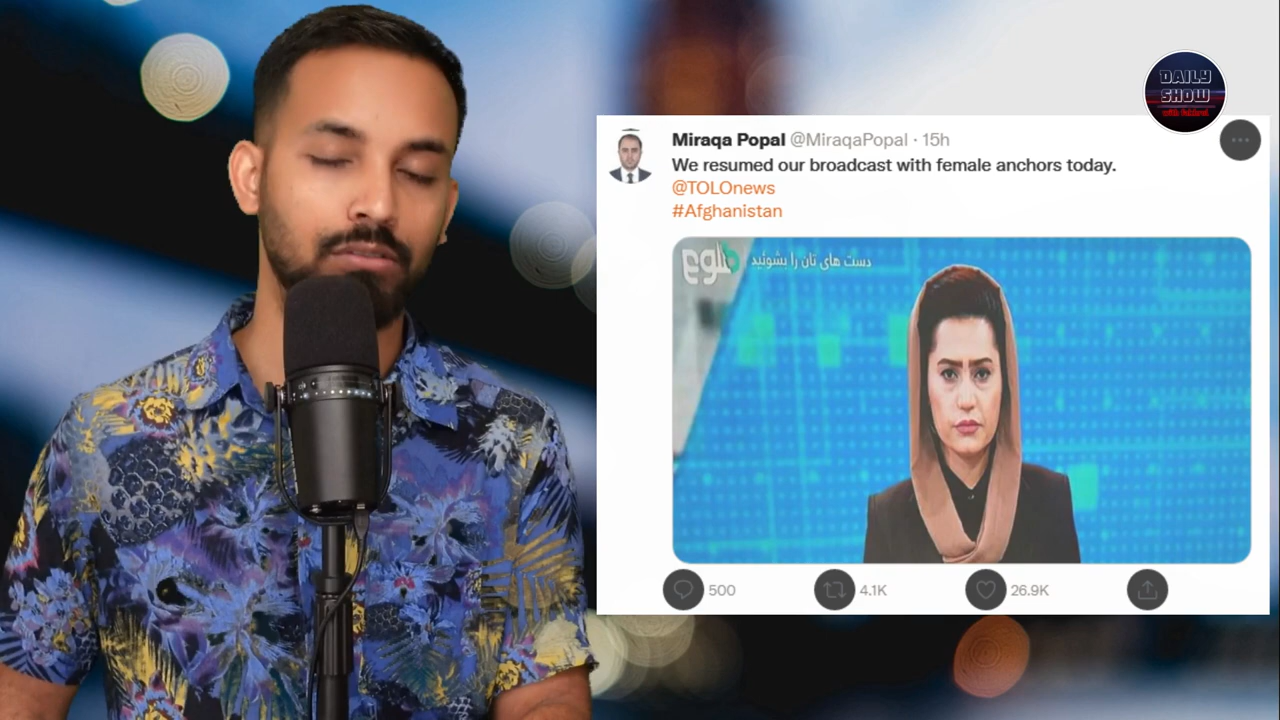 DAILY
SHOW
Miraqa Popal @MiraqaPopal · 15h
We resumed our broadcast with female anchors today.
@TOLOnews
#Afghanistan
طلوع
دست های تان را بشوئید
500
4.1K
26.9K